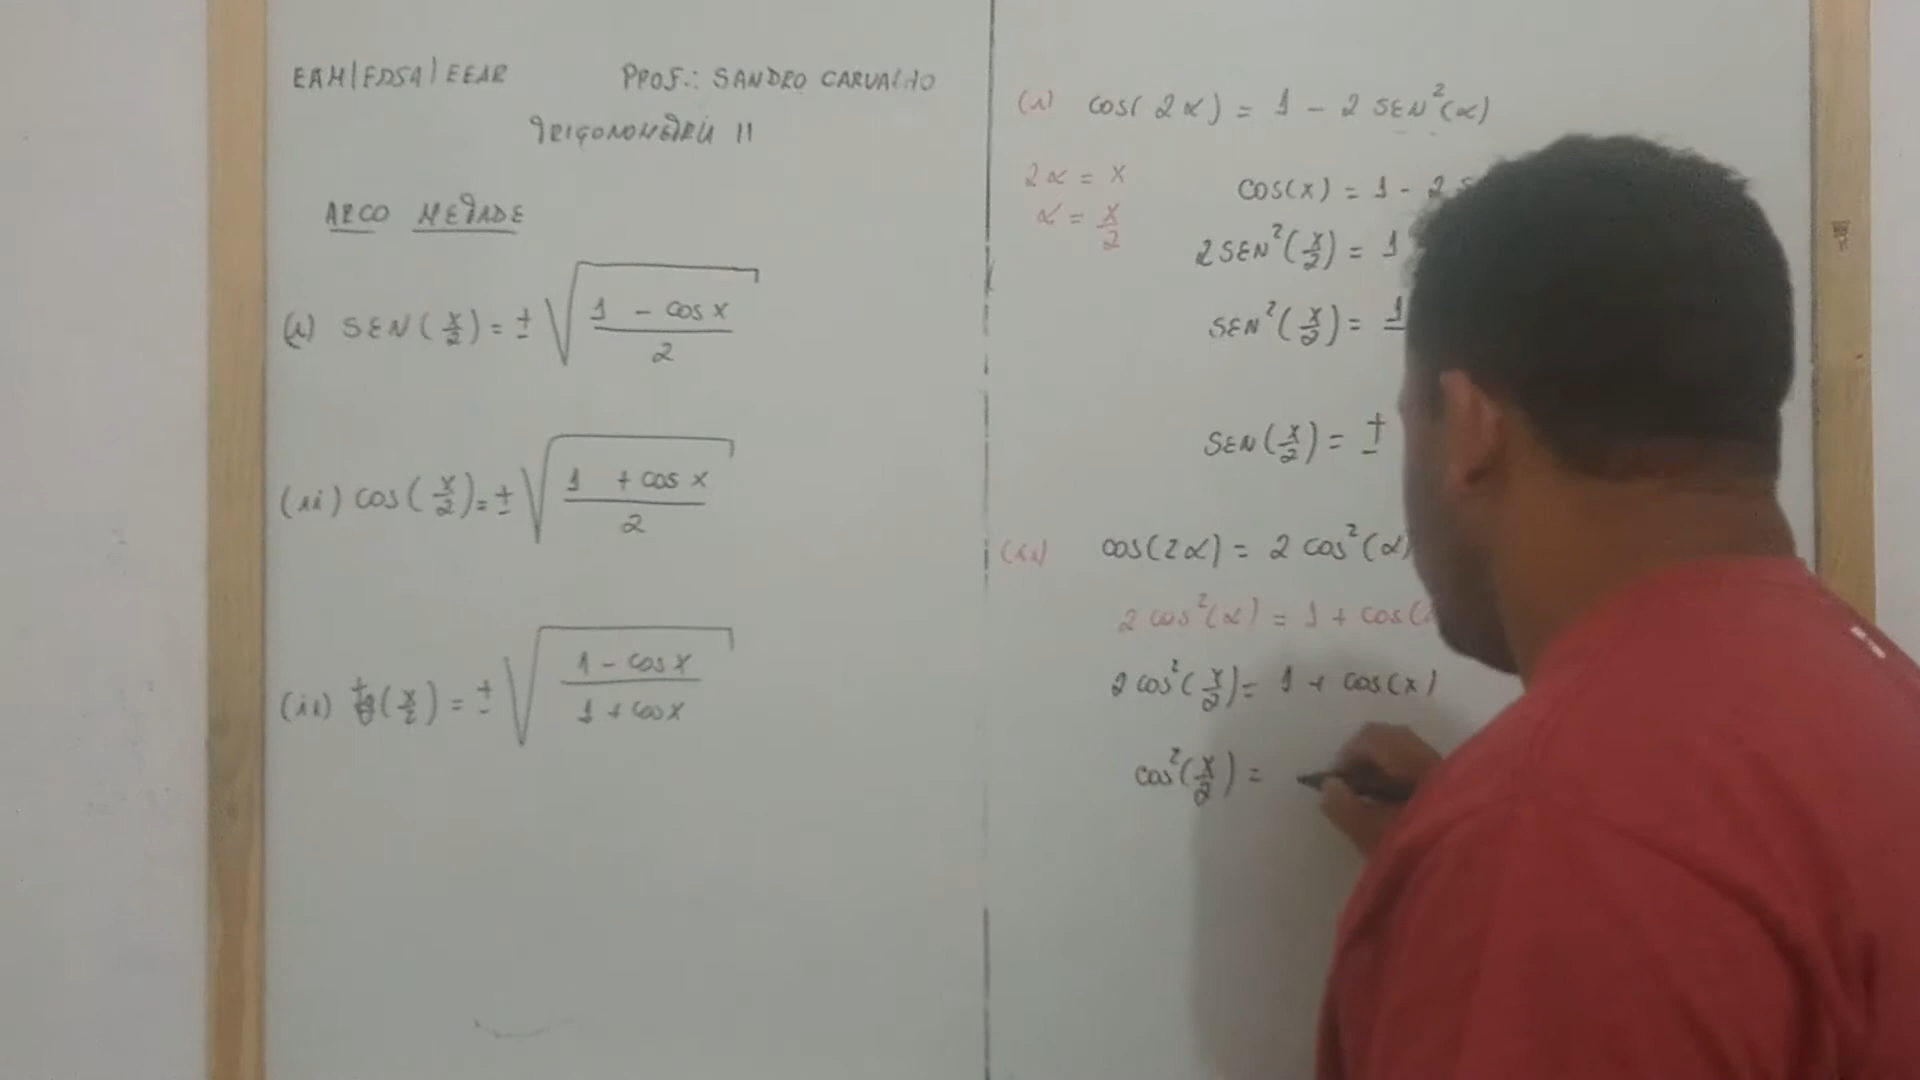 EAM/ESSA/EEAR PROF.: SANDRO CARVALHO
TRIGONOMETRIA II
ARCO METADE
(i) SEN(x/2) = ± √((1 - cos x)/2)
(ii) cos(x/2) = ± √((1 + cos x)/2)
(ii) tg(x/2) = ± √((1 - cos x)/(1 + cos x))
(i) cos(2α) = 1 - 2 SEN²(α)
2α = x
α = x/2
cos(x) = 1 - 2
2 SEN²(x/2) = 1
SEN²(x/2) = 1
SEN(x/2) = ±
(ii) cos(2α) = 2 cos²(α)
2 cos²(α) = 1 + cos(
2 cos²(x/2) = 1 + cos(x)
cos²(x/2) =